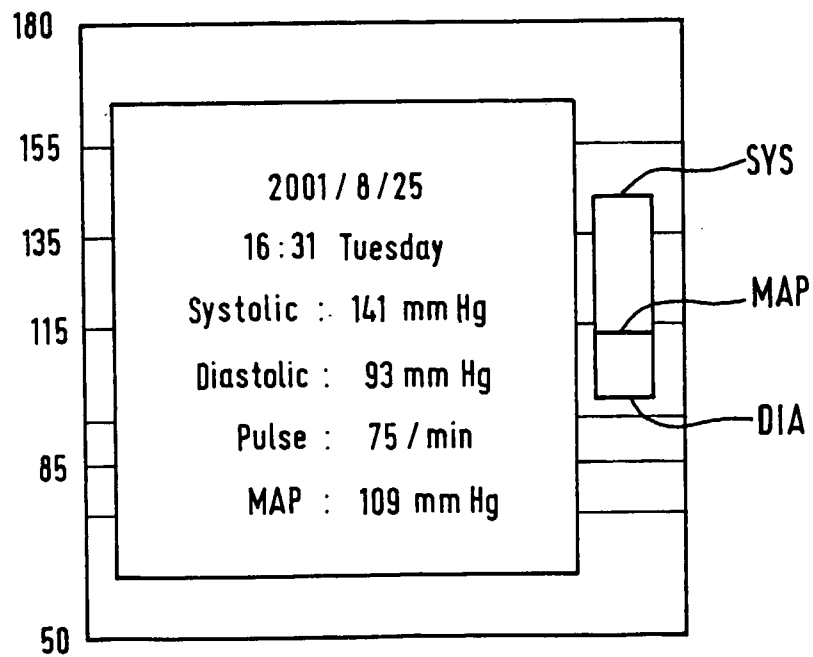 180
155
135
115
85
50
2001 / 8 / 25
16 : 31 Tuesday
Systolic : 141 mm Hg
Diastolic : 93 mm Hg
Pulse : 75 / min
MAP : 109 mm Hg
SYS
MAP
DIA